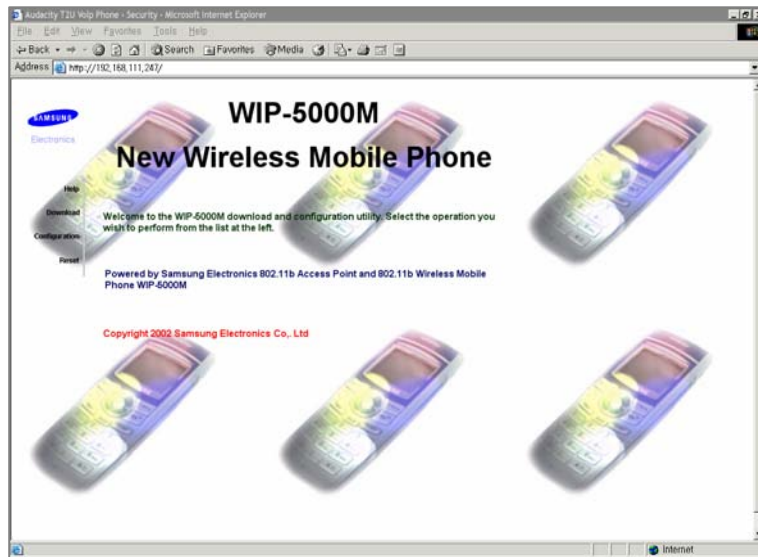 Audacity T2U Voip Phone - Security - Microsoft Internet Explorer
File Edit View Favorites Tools Help
Back Search Favorites Media
Address http://192,168,111,247/
SAMSUNG
Electronics
WIP-5000M
New Wireless Mobile Phone
Help
Download
Configuration
Reset
Welcome to the WIP-5000M download and configuration utility. Select the operation you
wish to perform from the list at the left.
Powered by Samsung Electronics 802.11b Access Point and 802.11b Wireless Mobile
Phone WIP-5000M
Copyright 2002 Samsung Electronics Co,. Ltd
Internet